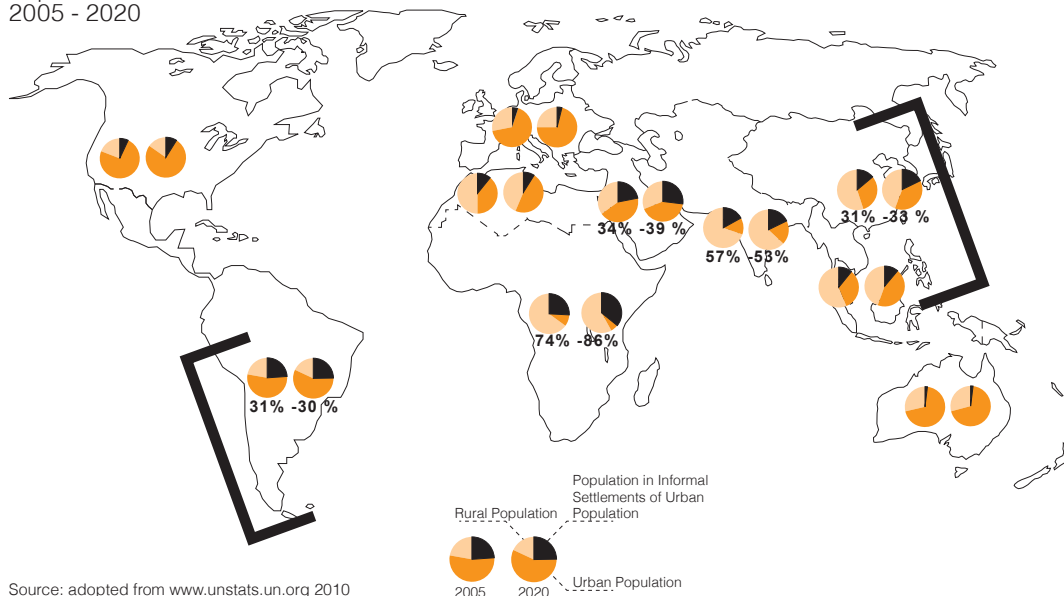 2005 - 2020
31% -33 %
34% -39 %
57% -53%
74% -86%
31% -30 %
Population in Informal
Settlements of Urban
Population
Rural Population
Urban Population
2005 2020
Source: adopted from www.unstats.un.org 2010